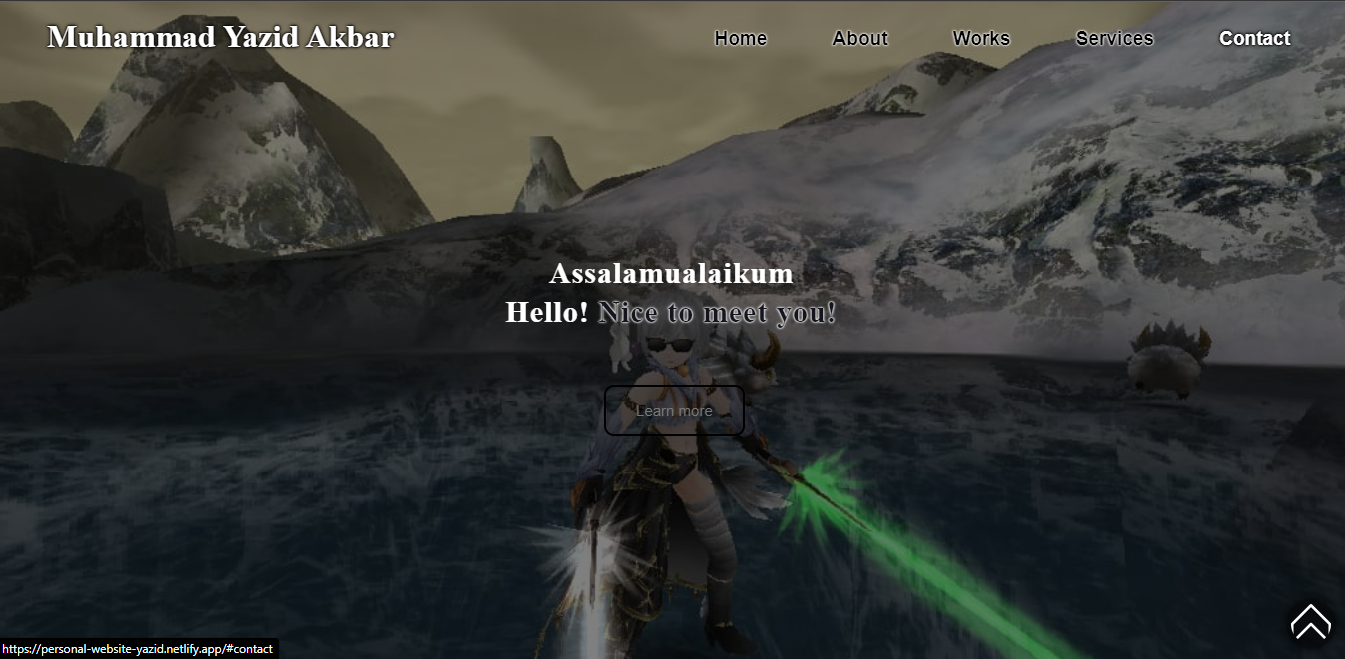 Muhammad Yazid Akbar
Home About Works Services Contact
Assalamualaikum
Hello! Nice to meet you!
Learn more
https://personal-website-yazid.netlify.app/#contact